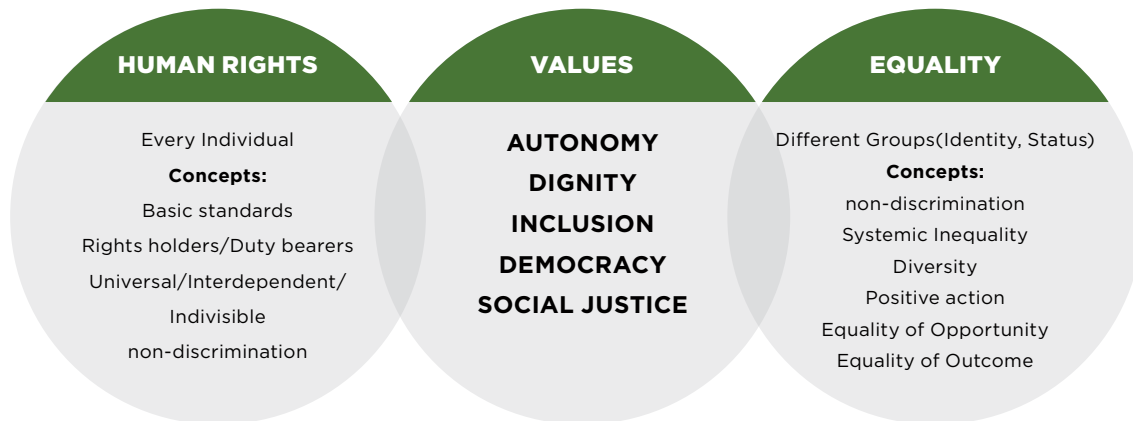 HUMAN RIGHTS
Every Individual
Concepts:
Basic standards
Rights holders/Duty bearers
Universal/Interdependent/
Indivisible
non-discrimination
VALUES
AUTONOMY
DIGNITY
INCLUSION
DEMOCRACY
SOCIAL JUSTICE
EQUALITY
Different Groups(Identity, Status)
Concepts:
non-discrimination
Systemic Inequality
Diversity
Positive action
Equality of Opportunity
Equality of Outcome